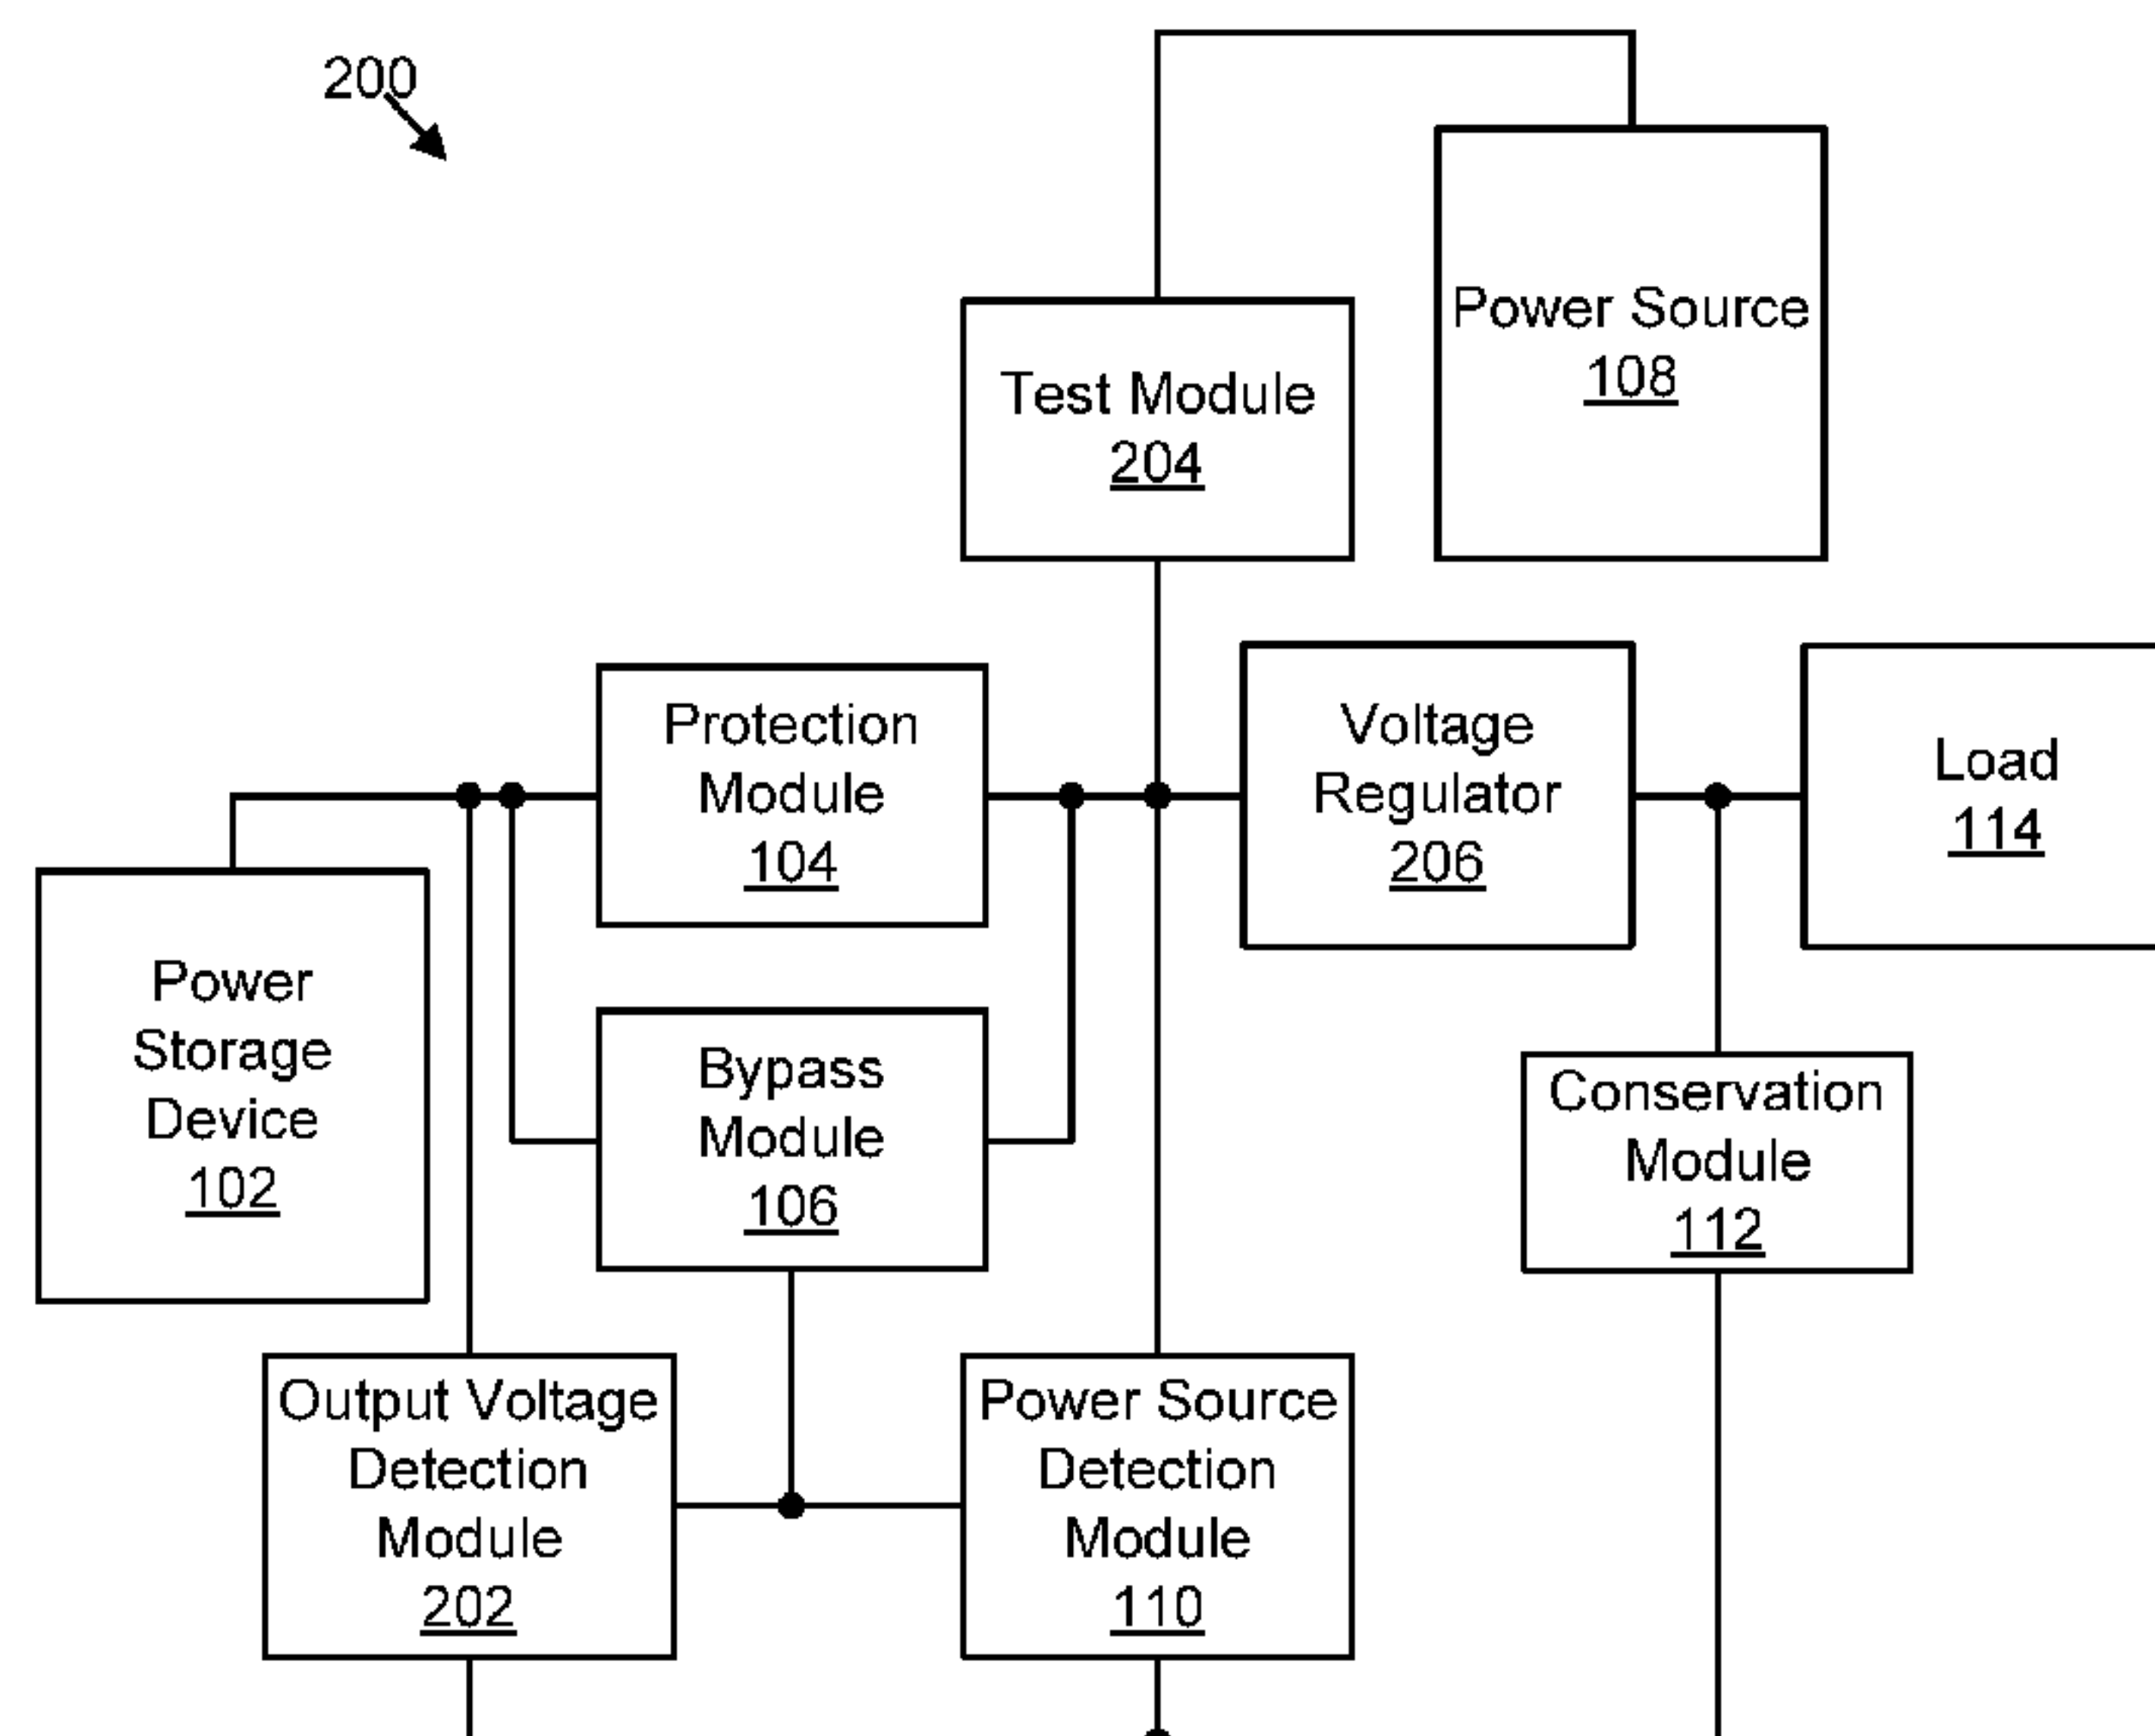 200
Power Source
108
Test Module
204
Protection
Module
104
Voltage
Regulator
206
Load
114
Power
Storage
Device
102
Bypass
Module
106
Conservation
Module
112
Output Voltage
Detection
Module
202
Power Source
Detection
Module
110